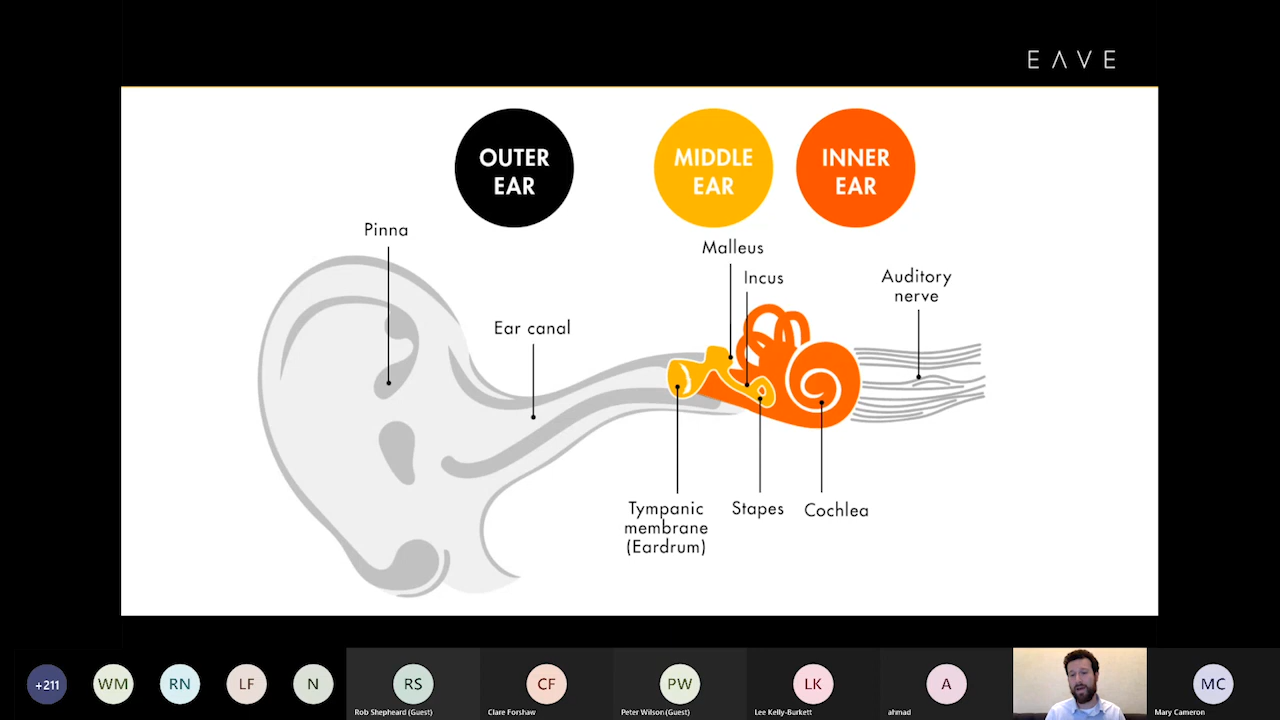 EAVE
OUTER
EAR
MIDDLE
EAR
INNER
EAR
Pinna
Malleus
Incus
Auditory
nerve
Ear canal
Tympanic
membrane
(Eardrum)
Stapes
Cochlea
+211
WM
RN
LF
N
RS
Rob Shepheard (Guest)
CF
Clare Forshaw
PW
Peter Wilson (Guest)
LK
Lee Kelly-Burkett
A
ahmad
MC
Mary Cameron